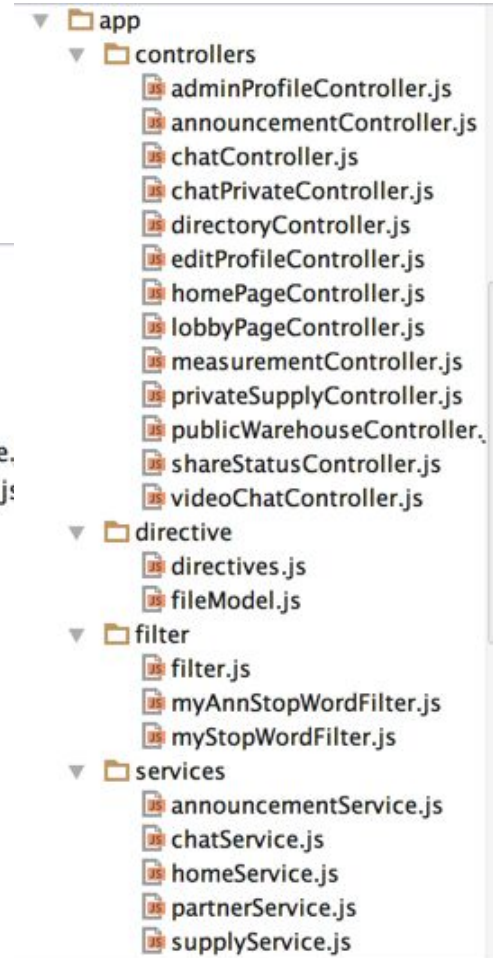 app
controllers
adminProfileController.js
announcementController.js
chatController.js
chatPrivateController.js
directoryController.js
editProfileController.js
homePageController.js
lobbyPageController.js
measurementController.js
privateSupplyController.js
publicWarehouseController.
e.
shareStatusController.js
js
videoChatController.js
directive
directives.js
fileModel.js
filter
filter.js
myAnnStopWordFilter.js
myStopWordFilter.js
services
announcementService.js
chatService.js
homeService.js
partnerService.js
supplyService.js